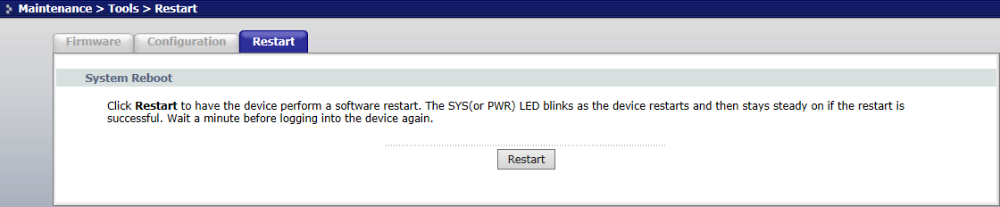 Maintenance > Tools > Restart
Firmware Configuration Restart
System Reboot
Click Restart to have the device perform a software restart. The SYS(or PWR) LED blinks as the device restarts and then stays steady on if the restart is
successful. Wait a minute before logging into the device again.
Restart